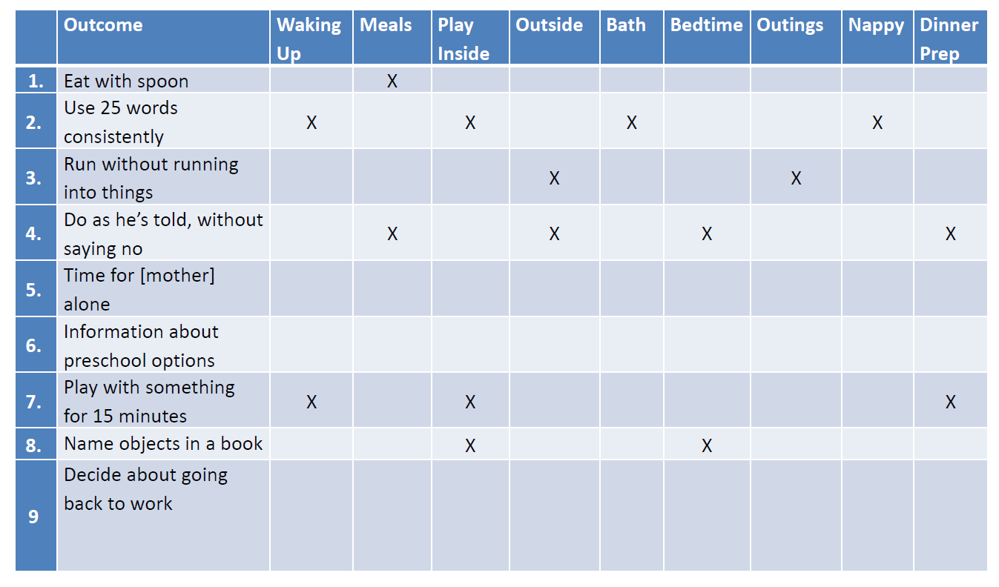 Outcome Waking Up Meals Play Inside Outside Bath Bedtime Outings Nappy Dinner Prep
1. Eat with spoon X
2. Use 25 words consistently X X X X
3. Run without running into things X X
4. Do as he’s told, without saying no X X X X
5. Time for [mother] alone
6. Information about preschool options
7. Play with something for 15 minutes X X X
8. Name objects in a book X X
9 Decide about going back to work